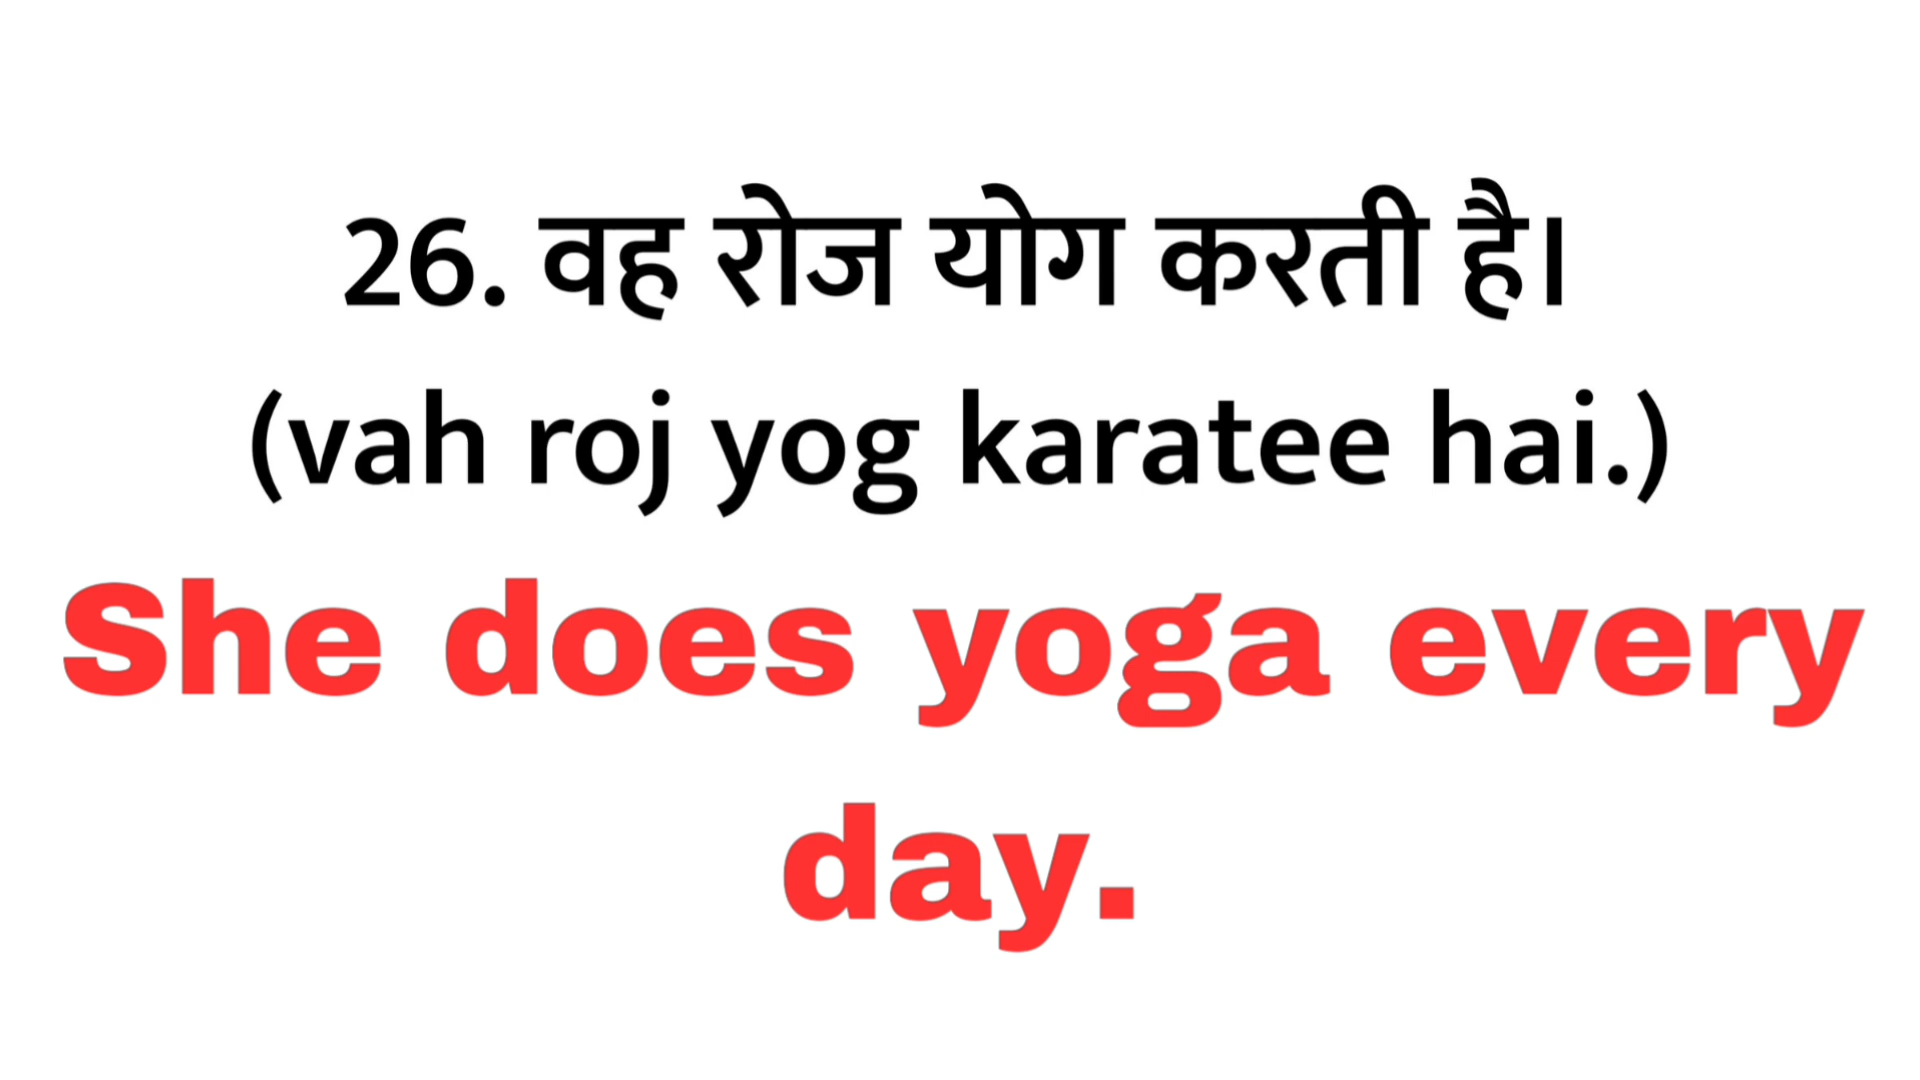 26. वह रोज योग करती है।
(vah roj yog karatee hai.)
She does yoga every
day.